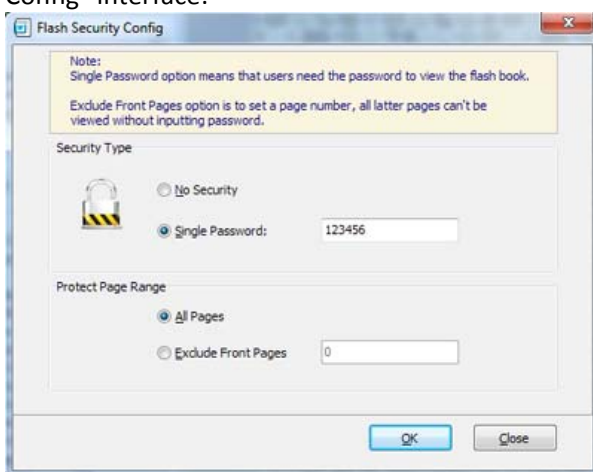 Config" interface.
Flash Security Config
Note:
Single Password option means that users need the password to view the flash book.
Exclude Front Pages option is to set a page number, all latter pages can't be
viewed without inputting password.
Security Type
No Security
Single Password: 123456
Protect Page Range
All Pages
Exclude Front Pages 0
OK Close